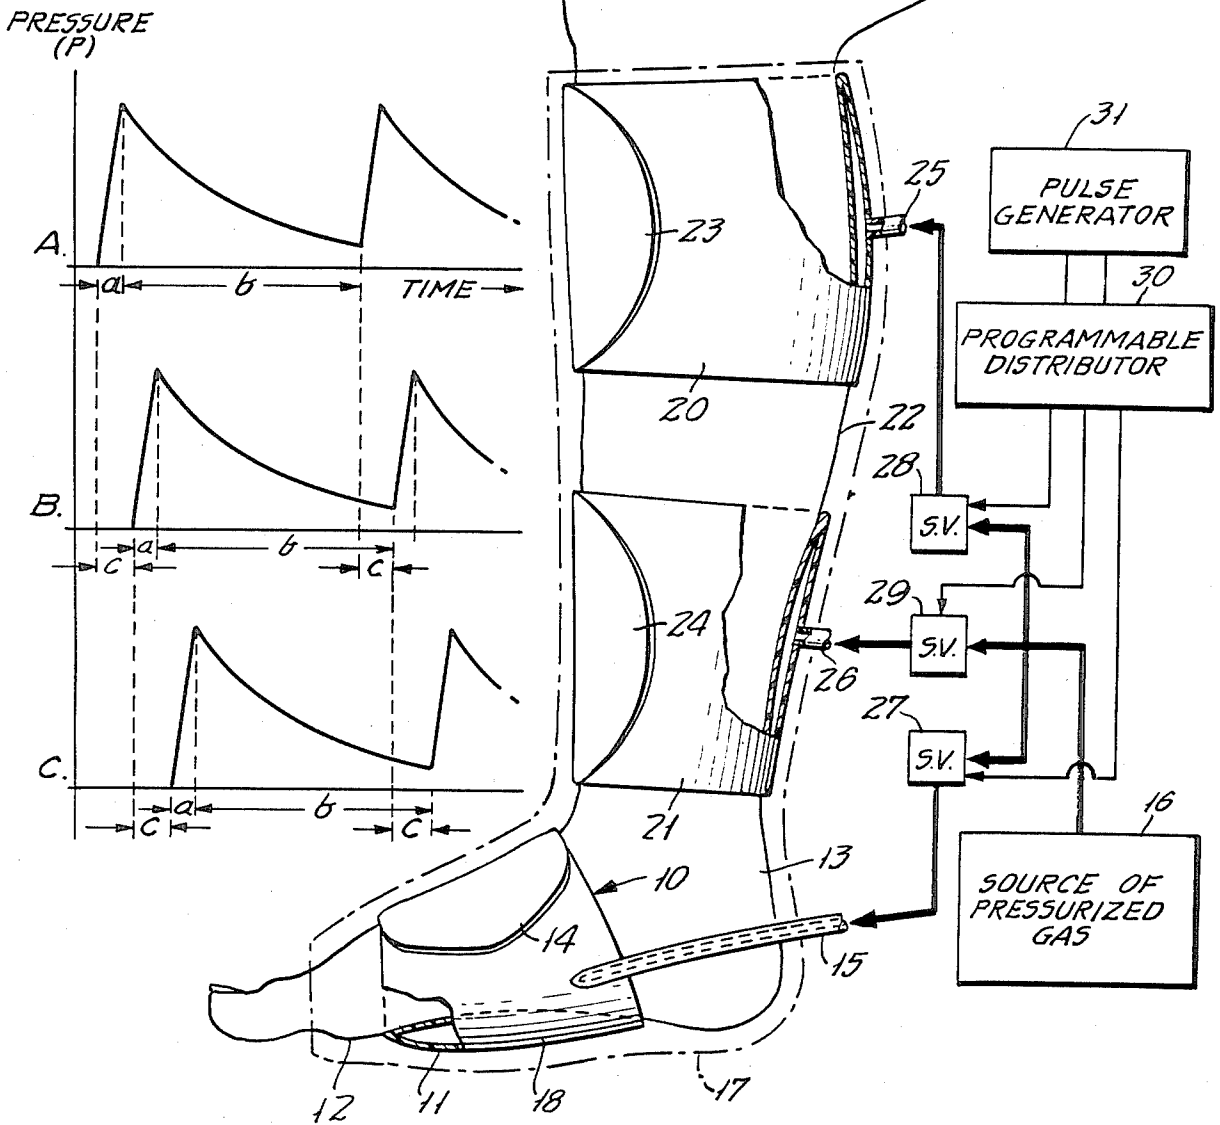 PRESSURE
(P)
A.
a
b
TIME
B.
a
b
c
c
C.
a
b
c
c
23
20
25
22
24
21
26
31
PULSE
GENERATOR
30
PROGRAMMABLE
DISTRIBUTOR
28
S.V.
29
S.V.
27
S.V.
16
SOURCE OF
PRESSURIZED
GAS
10
13
14
15
12
11
18
17